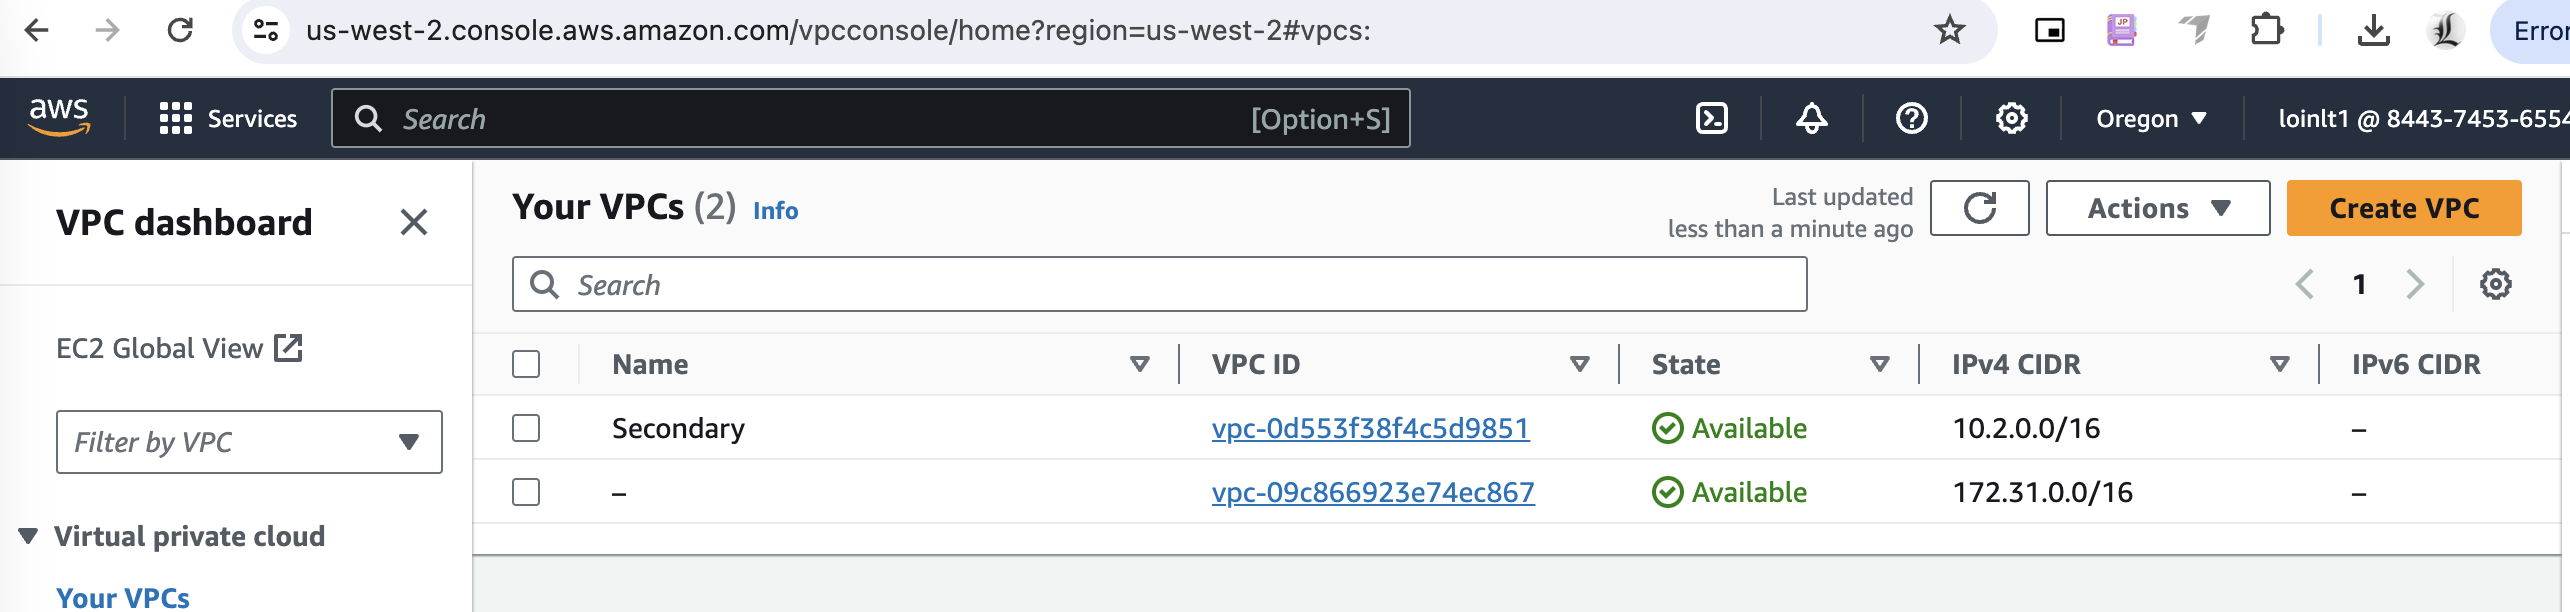 us-west-2.console.aws.amazon.com/vpcconsole/home?region=us-west-2#vpcs:
JP
L
Error
aws
Services
Search
[Option+S]
Oregon
loinlt1 @ 8443-7453-6554
VPC dashboard
EC2 Global View
Filter by VPC
Virtual private cloud
Your VPCs
Your VPCs (2) Info
Last updated
less than a minute ago
Actions
Create VPC
Search
1
Name VPC ID State IPv4 CIDR IPv6 CIDR
Secondary vpc-0d553f38f4c5d9851 Available 10.2.0.0/16 –
– vpc-09c866923e74ec867 Available 172.31.0.0/16 –